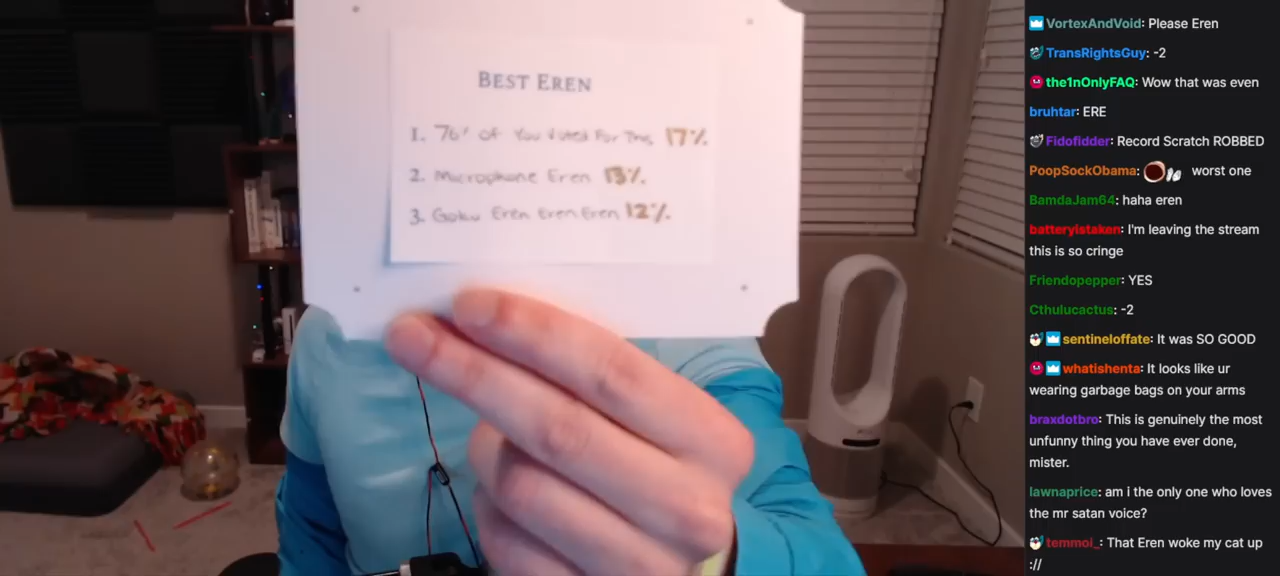 BEST EREN
1. 76% of You Voted For This 17%
2. Microphone Eren 13%
3. Goku Eren Eren Eren 12%
VortexAndVoid: Please Eren
TransRightsGuy: -2
the1nOnlyFAQ: Wow that was even
bruhtar: ERE
Fidofidder: Record Scratch ROBBED
PoopSockObama: worst one
BamdaJam64: haha eren
batteryistaken: I'm leaving the stream
this is so cringe
Friendopepper: YES
Cthulucactus: -2
sentineloffate: It was SO GOOD
whatishenta: It looks like ur
wearing garbage bags on your arms
braxdotbro: This is genuinely the most
unfunny thing you have ever done,
mister.
lawnaprice: am i the only one who loves
the mr satan voice?
temmoi_: That Eren woke my cat up
://